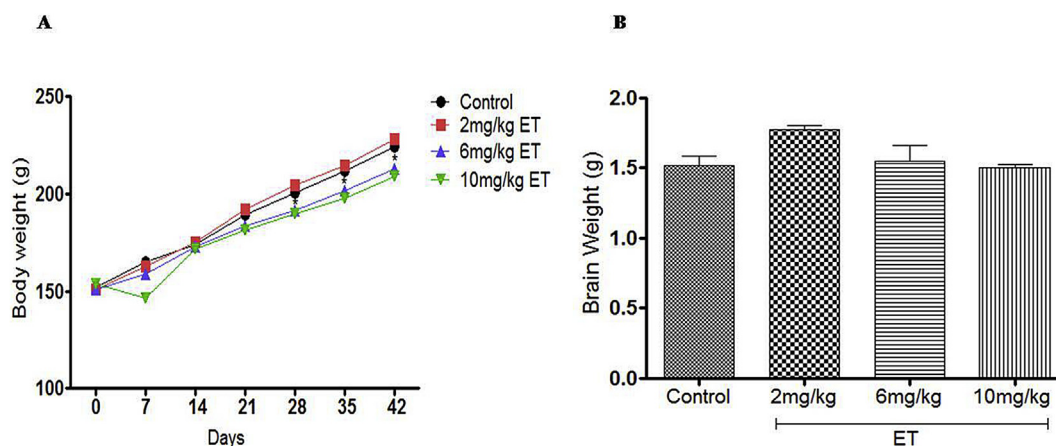 A
B
250
200
150
100
Body weight (g)
0 7 14 21 28 35 42
Days
Control
2mg/kg ET
6mg/kg ET
10mg/kg ET
*
*
*
2.0
1.5
1.0
0.5
0.0
Brain Weight (g)
Control 2mg/kg 6mg/kg 10mg/kg
ET